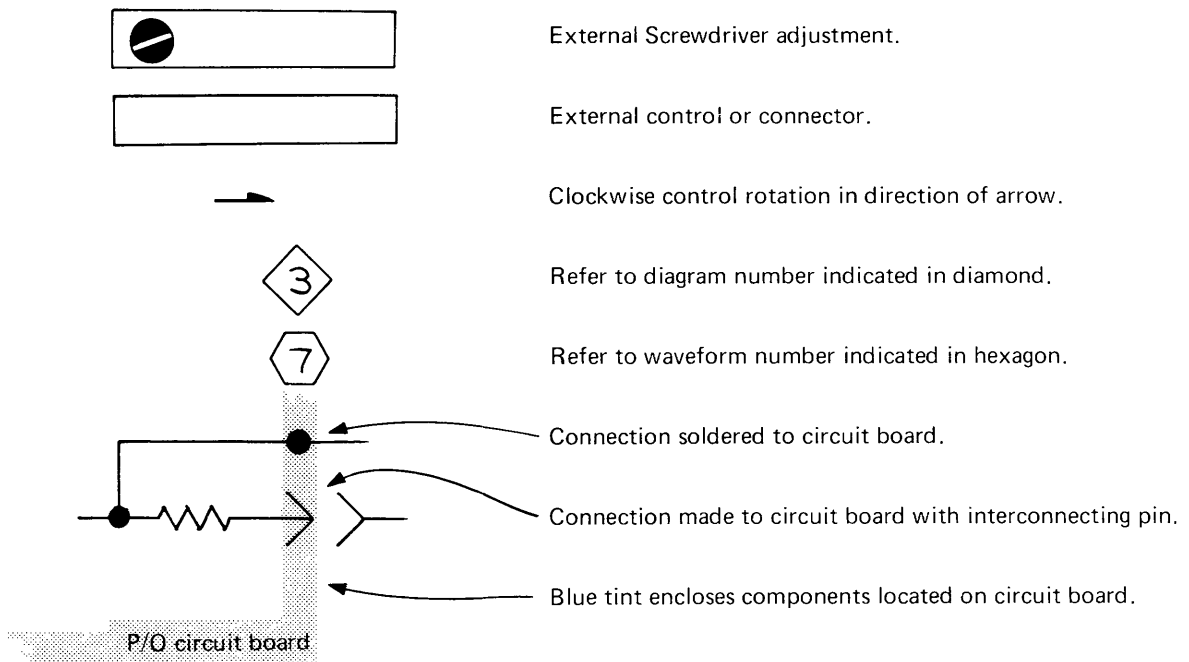 External Screwdriver adjustment.
External control or connector.
Clockwise control rotation in direction of arrow.
3
Refer to diagram number indicated in diamond.
7
Refer to waveform number indicated in hexagon.
Connection soldered to circuit board.
Connection made to circuit board with interconnecting pin.
Blue tint encloses components located on circuit board.
P/O circuit board